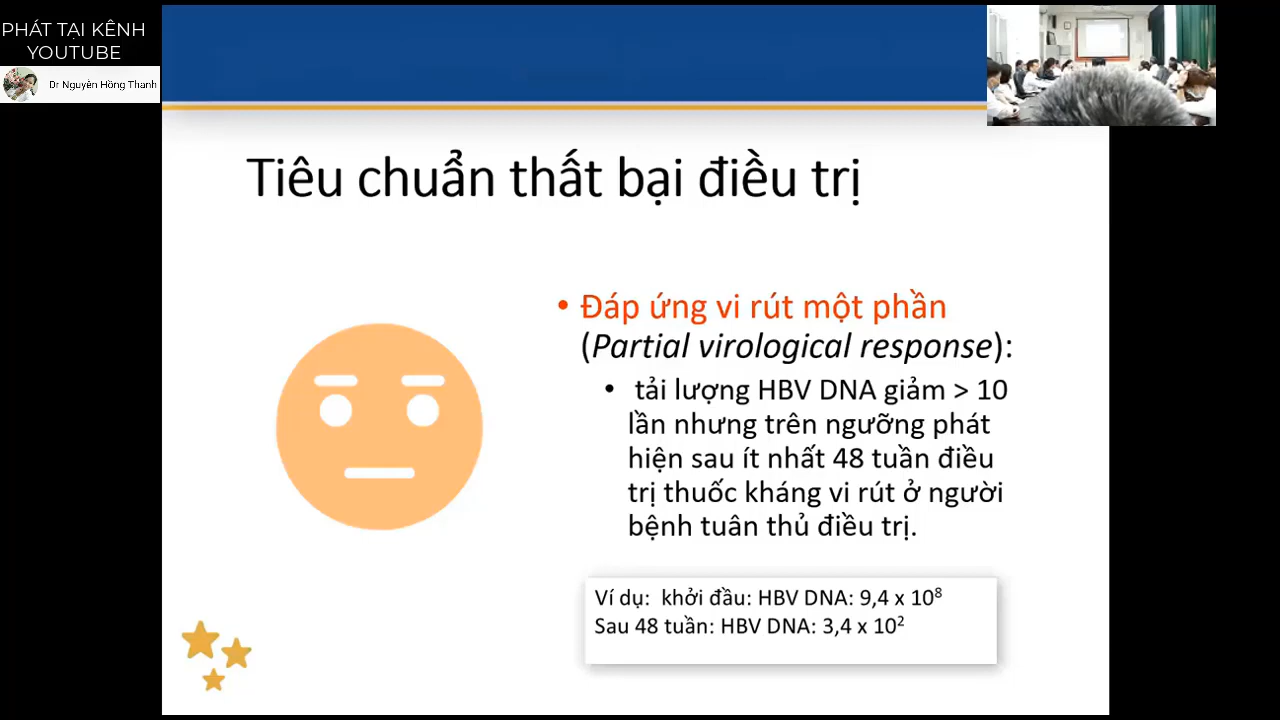 PHÁT TẠI KÊNH
YOUTUBE
Dr Nguyên Hồng Thanh
Tiêu chuẩn thất bại điều trị
• Đáp ứng vi rút một phần
(Partial virological response):
• tải lượng HBV DNA giảm > 10
lần nhưng trên ngưỡng phát
hiện sau ít nhất 48 tuần điều
trị thuốc kháng vi rút ở người
bệnh tuân thủ điều trị.
Ví dụ: khởi đầu: HBV DNA: 9,4 x 10⁸
Sau 48 tuần: HBV DNA: 3,4 x 10²